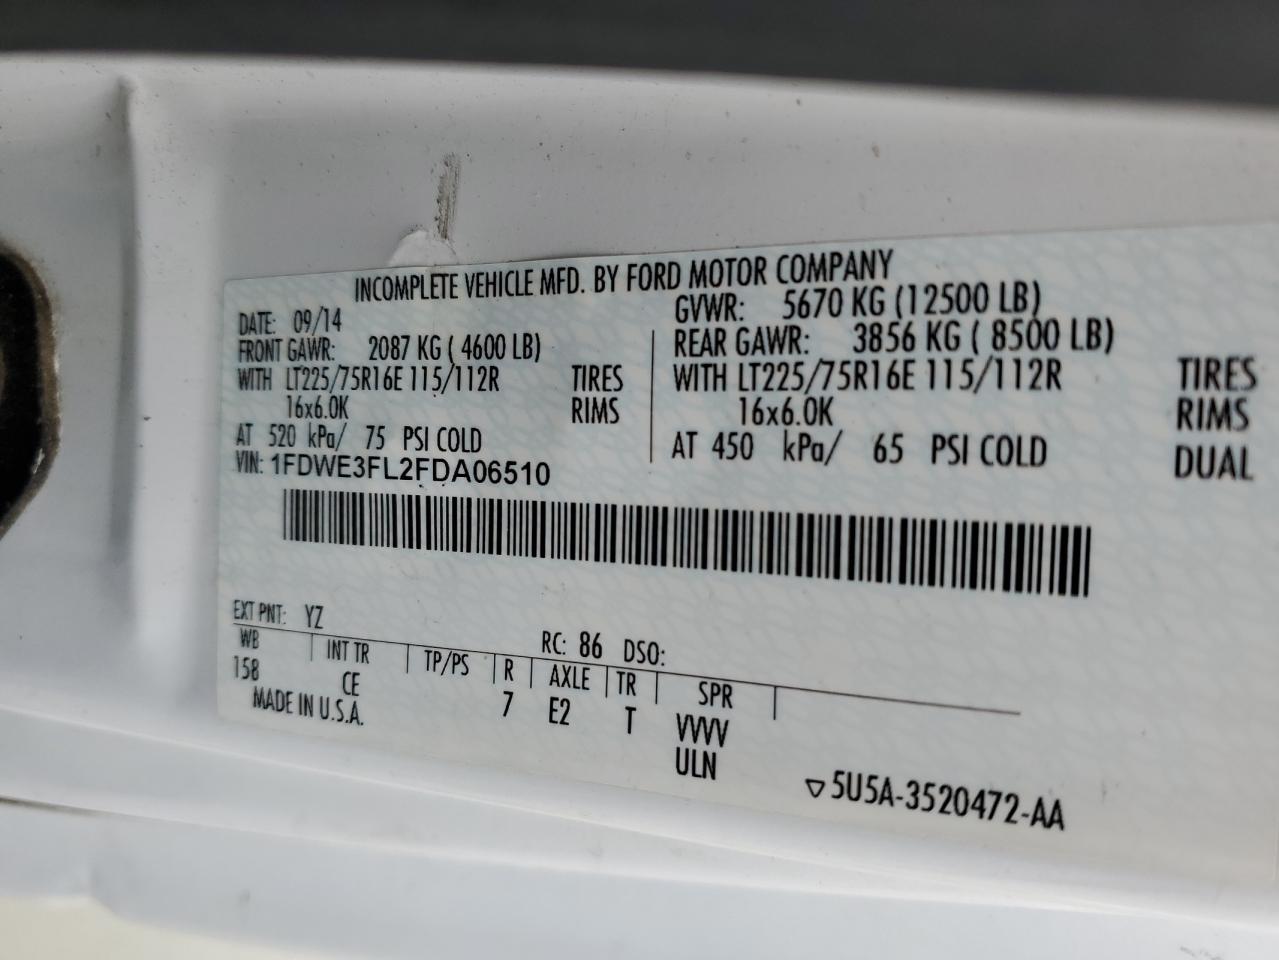 INCOMPLETE VEHICLE MFD. BY FORD MOTOR COMPANY
DATE: 09/14
GVWR: 5670 KG (12500 LB)
FRONT GAWR: 2087 KG ( 4600 LB)
REAR GAWR: 3856 KG ( 8500 LB)
WITH LT225/75R16E 115/112R TIRES
WITH LT225/75R16E 115/112R TIRES
16x6.0K RIMS
16x6.0K RIMS
AT 520 kPa/ 75 PSI COLD
AT 450 kPa/ 65 PSI COLD DUAL
VIN: 1FDWE3FL2FDA06510
EXT PNT: YZ RC: 86 DSO:
WB INT TR TP/PS R AXLE TR SPR
158 CE 7 E2 T VVVV
MADE IN U.S.A. ULN
5U5A-3520472-AA